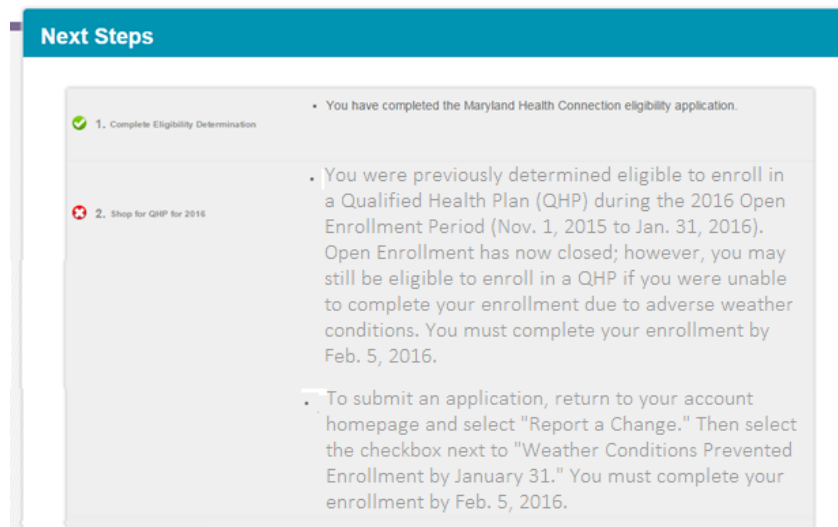 Next Steps
1. Complete Eligibility Determination
• You have completed the Maryland Health Connection eligibility application.
2. Shop for QHP for 2016
• You were previously determined eligible to enroll in
a Qualified Health Plan (QHP) during the 2016 Open
Enrollment Period (Nov. 1, 2015 to Jan. 31, 2016).
Open Enrollment has now closed; however, you may
still be eligible to enroll in a QHP if you were unable
to complete your enrollment due to adverse weather
conditions. You must complete your enrollment by
Feb. 5, 2016.
• To submit an application, return to your account
homepage and select "Report a Change." Then select
the checkbox next to "Weather Conditions Prevented
Enrollment by January 31." You must complete your
enrollment by Feb. 5, 2016.